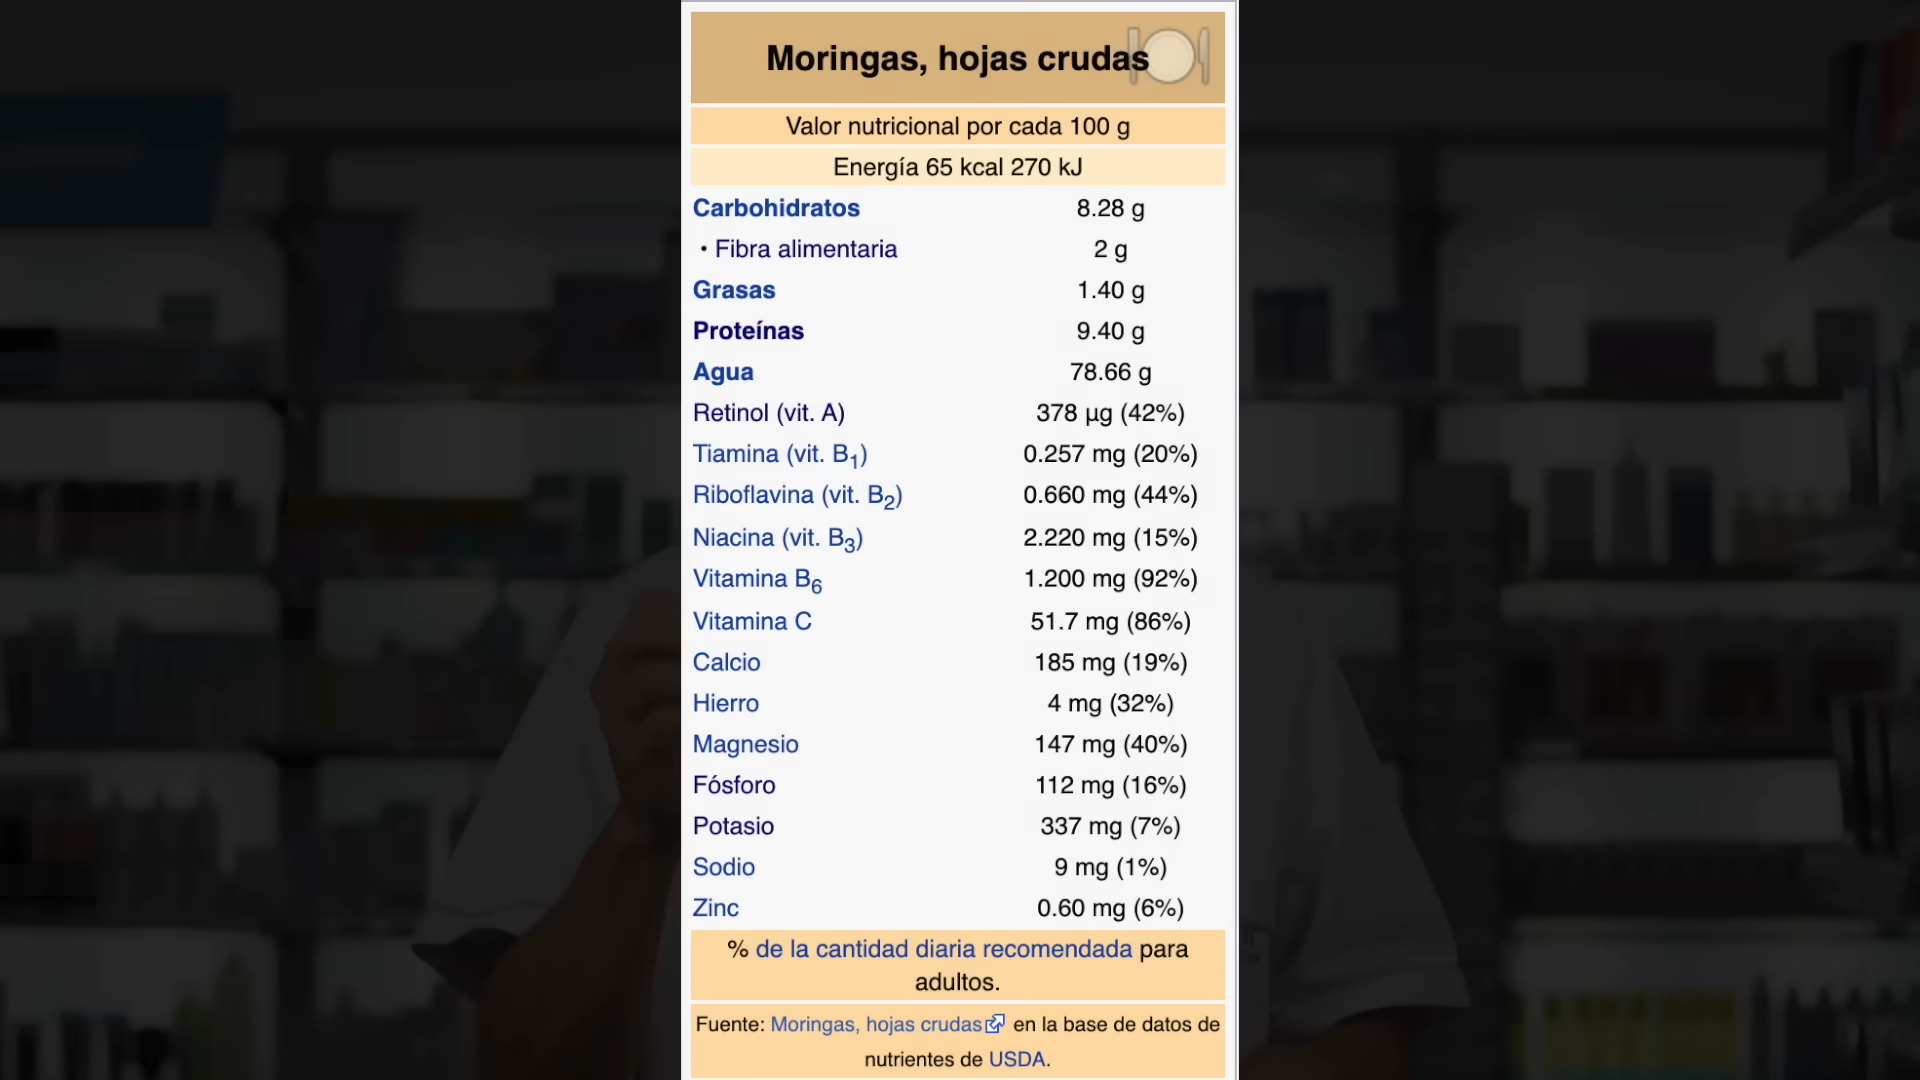 Moringas, hojas crudas
Valor nutricional por cada 100 g
Energía 65 kcal 270 kJ
Carbohidratos 8.28 g
• Fibra alimentaria 2 g
Grasas 1.40 g
Proteínas 9.40 g
Agua 78.66 g
Retinol (vit. A) 378 μg (42%)
Tiamina (vit. B1) 0.257 mg (20%)
Riboflavina (vit. B2) 0.660 mg (44%)
Niacina (vit. B3) 2.220 mg (15%)
Vitamina B6 1.200 mg (92%)
Vitamina C 51.7 mg (86%)
Calcio 185 mg (19%)
Hierro 4 mg (32%)
Magnesio 147 mg (40%)
Fósforo 112 mg (16%)
Potasio 337 mg (7%)
Sodio 9 mg (1%)
Zinc 0.60 mg (6%)
% de la cantidad diaria recomendada para
adultos.
Fuente: Moringas, hojas crudas en la base de datos de
nutrientes de USDA.